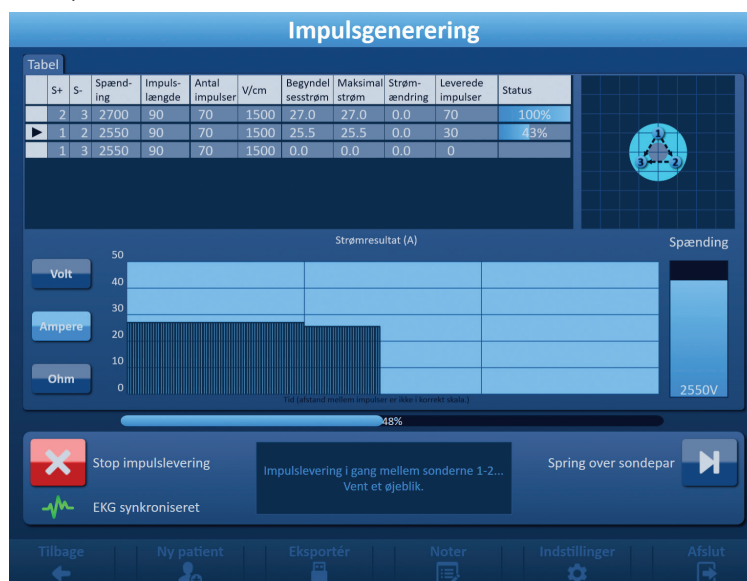 Impulsgenerering
Tabel
S+ S- Spænd-ing Impuls-længde Antal impulser V/cm Begyndel sesstrøm Maksimal strøm Strøm-ændring Leverede impulser Status
2 3 2700 90 70 1500 27.0 27.0 0.0 70 100%
1 2 2550 90 70 1500 25.5 25.5 0.0 30 43%
1 3 2550 90 70 1500 0.0 0.0 0.0 0
1
3 2
Strømresultat (A)
Spænding
50
40
30
20
10
0
Volt
Ampere
Ohm
2550V
Tid (afstand mellem impulser er ikke i korrekt skala.)
48%
Stop impulslevering
EKG synkroniseret
Impulslevering i gang mellem sonderne 1-2...
Vent et øjeblik.
Spring over sondepar
Tilbage Ny patient Eksportér Noter Indstillinger Afslut